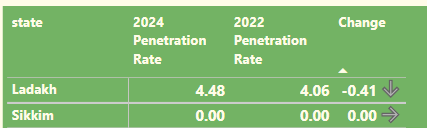 state 2024 Penetration Rate 2022 Penetration Rate Change
Ladakh 4.48 4.06 -0.41
Sikkim 0.00 0.00 0.00